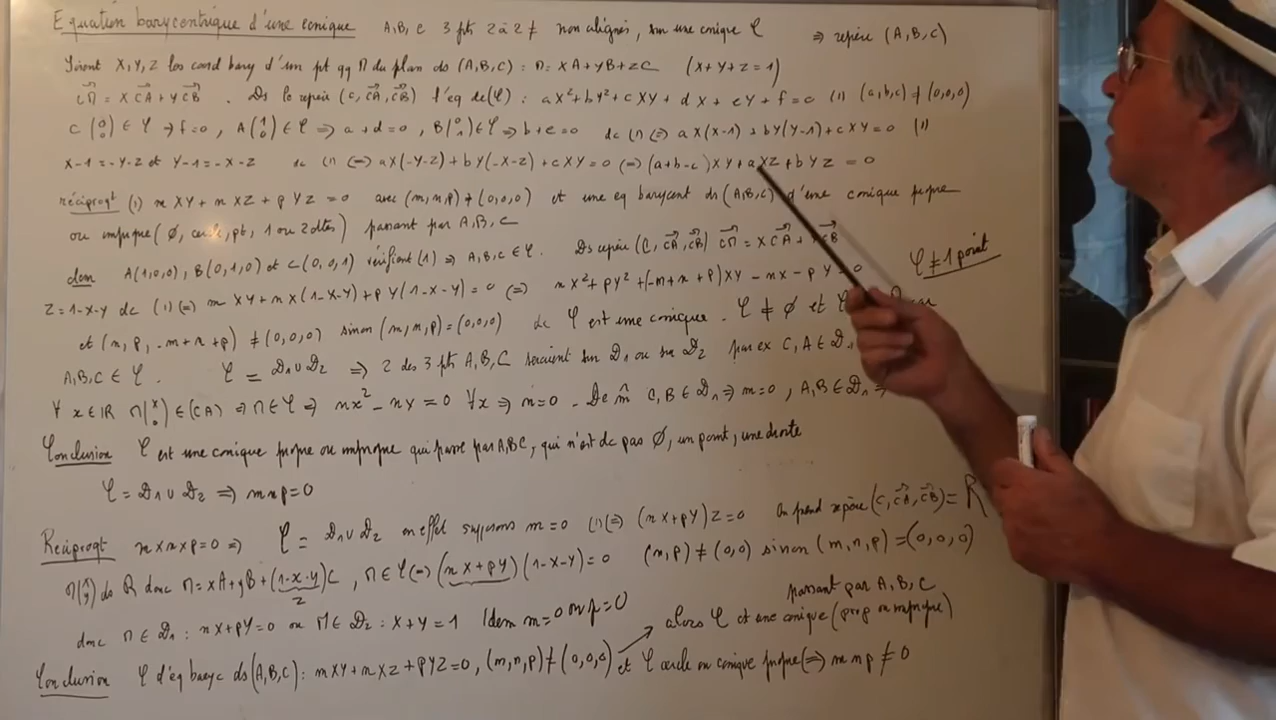 Equation barycentrique d'une conique A, B, C 3 pts 2 à 2 ≠ non alignés, sur une conique 𝒞 ⇒ repère (A, B, C)
Soient X, Y, Z les coord bary d'un pt qq M du plan ds (A, B, C) : M = XA + YB + ZC (X+Y+Z = 1)
CM⃗ = X CA⃗ + Y CB⃗ . Ds le repère (C, CA⃗, CB⃗) l'eq de (𝒞) : aX² + bY² + cXY + dX + eY + f = 0 (1) (a, b, c) ≠ (0, 0, 0)
C (0 0) ∈ 𝒞 ⇒ f = 0, A (1 0) ∈ 𝒞 ⇒ a + d = 0, B (0 1) ∈ 𝒞 ⇒ b + e = 0 dc (1) ⇔ aX(X-1) + bY(Y-1) + cXY = 0 (1)
X-1 = -Y-Z et Y-1 = -X-Z dc (1) ⇔ aX(-Y-Z) + bY(-X-Z) + cXY = 0 ⇔ (a+b-c)XY + aXZ + bYZ = 0
réciproqt (1) mXY + nXZ + pYZ = 0 avec (m, n, p) ≠ (0, 0, 0) et une eq barycent ds (A, B, C) d'une conique propre
ou impropre (∅, cercle, pt, 1 ou 2 dtes) passant par A, B, C
dem A(1, 0, 0), B(0, 1, 0) et C(0, 0, 1) vérifient (1) ⇒ A, B, C ∈ 𝒞. Ds repère (C, CA⃗, CB⃗) CM⃗ = X CA⃗ + CB⃗
𝒞 ≠ 1 point
Z = 1-X-Y dc (1) ⇔ mXY + nX(1-X-Y) + pY(1-X-Y) = 0 ⇔ nX² + pY² + (-m+n+p)XY - nX - pY = 0
et (n, p, -m+n+p) ≠ (0, 0, 0) sinon (m, n, p) = (0, 0, 0) dc 𝒞 est une conique. 𝒞 ≠ ∅ et
A, B, C ∈ 𝒞. 𝒞 = D₁ ∪ D₂ ⇒ 2 des 3 pts A, B, C seraient sur D₁ ou sur D₂ par ex C, A ∈ D₁
∀ x ∈ ℝ M(x 0) ∈ (CA) ⇒ M ∈ 𝒞 ⇒ nx² - nx = 0 ∀x ⇒ n = 0 . De m̂ C, B ∈ D₁ ⇒ m = 0, A, B ∈ D₁ ⇒
Conclusion 𝒞 est une conique propre ou impropre qui passe par A, B, C, qui n'est dc pas ∅, un point, une droite
𝒞 = D₁ ∪ D₂ ⇒ mnp = 0
Réciproqt m×n×p = 0 ⇒ 𝒞 = D₁ ∪ D₂ en effet supposons m = 0 (1) ⇔ (nX+pY)Z = 0 On prend repère (C, CA⃗, CB⃗) = R
M(x y) ds R donc M = xA + yB + (1-x-y)C, M ∈ 𝒞 ⇔ (nX+pY)(1-X-Y) = 0 (n, p) ≠ (0, 0) sinon (m, n, p) = (0, 0, 0)
Z
donc M ∈ D₁ : nX + pY = 0 ou M ∈ D₂ : X + Y = 1 Idem n = 0 ou p = 0
passant par A, B, C
alors 𝒞 est une conique (prop ou impropre)
Conclusion 𝒞 d'éq baryc ds (A, B, C) : mXY + nXZ + pYZ = 0, (m, n, p) ≠ (0, 0, 0) et 𝒞 cercle ou conique propre ⇔ mnp ≠ 0